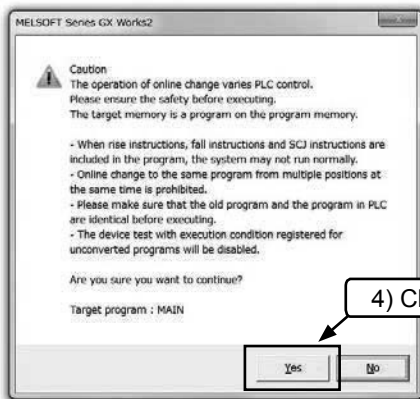 MELSOFT Series GX Works2
Caution
The operation of online change varies PLC control.
Please ensure the safety before executing.
The target memory is a program on the program memory.
- When rise instructions, fall instructions and SCJ instructions are
included in the program, the system may not run normally.
- Online change to the same program from multiple positions at
the same time is prohibited.
- Please make sure that the old program and the program in PLC
are identical before executing.
- The device test with execution condition registered for
unconverted programs will be disabled.
Are you sure you want to continue?
Target program : MAIN
4)
Yes
No